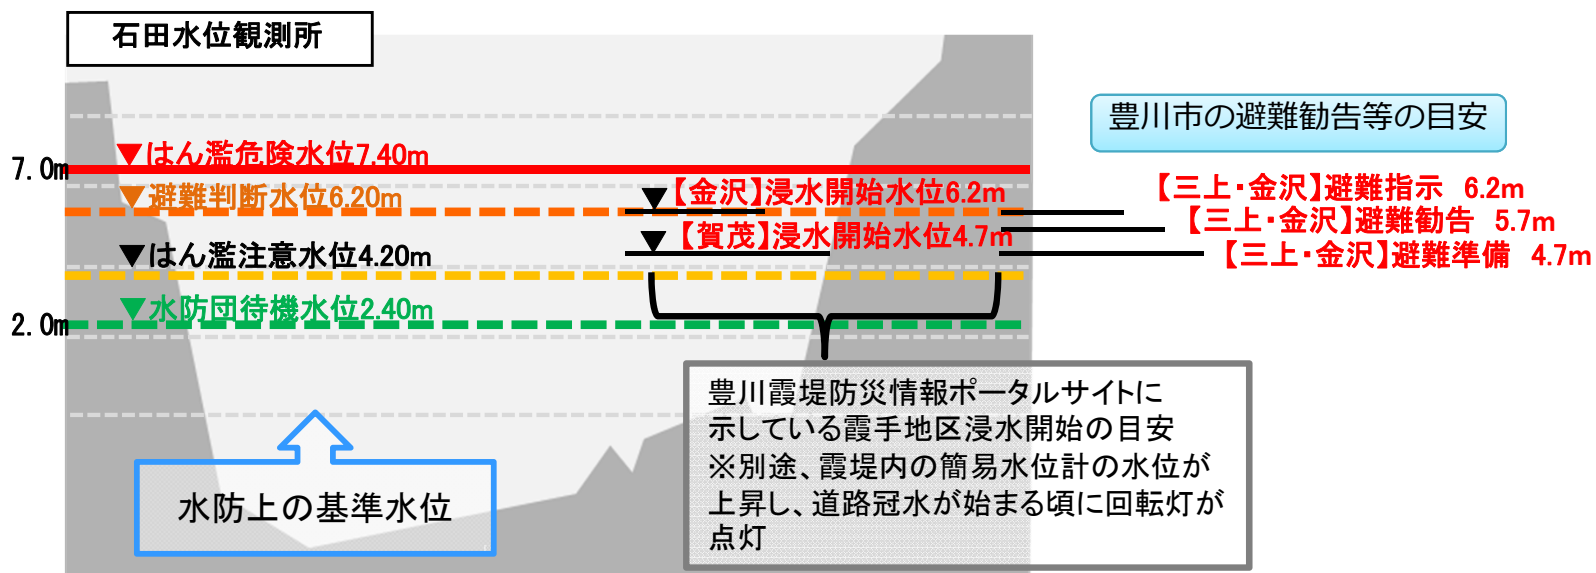 石田水位観測所
豊川市の避難勧告等の目安
7.0m
▼はん濫危険水位7.40m
▼避難判断水位6.20m
▼【金沢】浸水開始水位6.2m
【三上・金沢】避難指示 6.2m
【三上・金沢】避難勧告 5.7m
▼はん濫注意水位4.20m
▼【賀茂】浸水開始水位4.7m
【三上・金沢】避難準備 4.7m
▼水防団待機水位2.40m
2.0m
豊川霞堤防災情報ポータルサイトに
示している霞手地区浸水開始の目安
※別途、霞堤内の簡易水位計の水位が
上昇し、道路冠水が始まる頃に回転灯が
点灯
水防上の基準水位